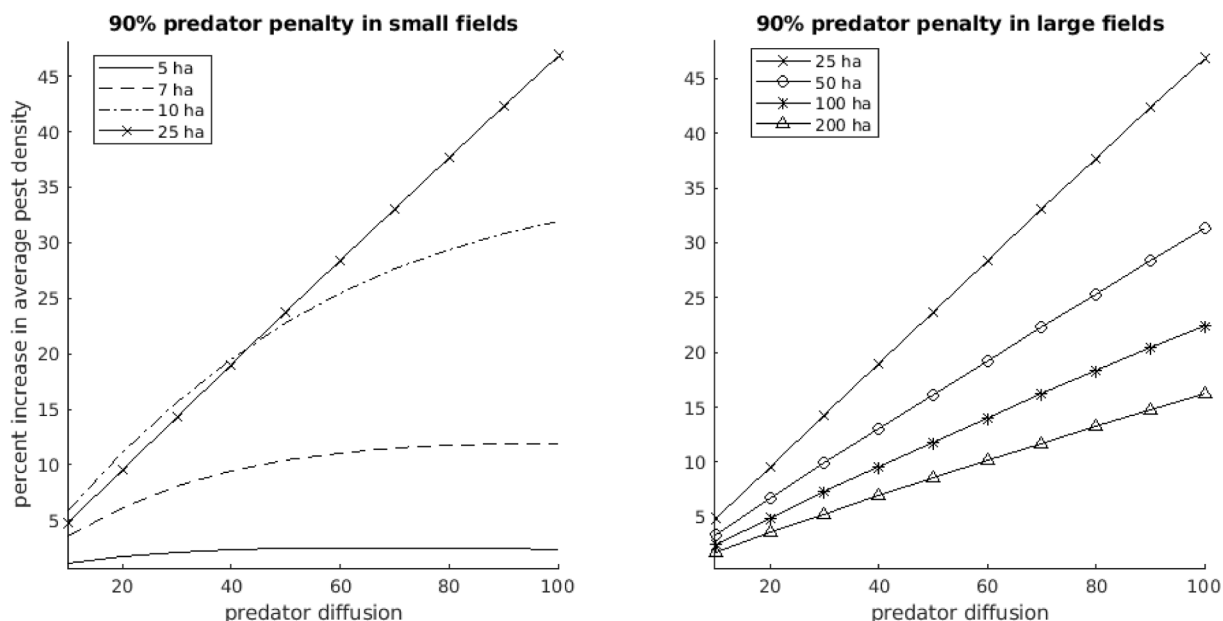 90% predator penalty in small fields
percent increase in average pest density
45
40
35
30
25
20
15
10
5
5 ha
7 ha
10 ha
25 ha
20 40 60 80 100
predator diffusion
90% predator penalty in large fields
45
40
35
30
25
20
15
10
5
25 ha
50 ha
100 ha
200 ha
20 40 60 80 100
predator diffusion